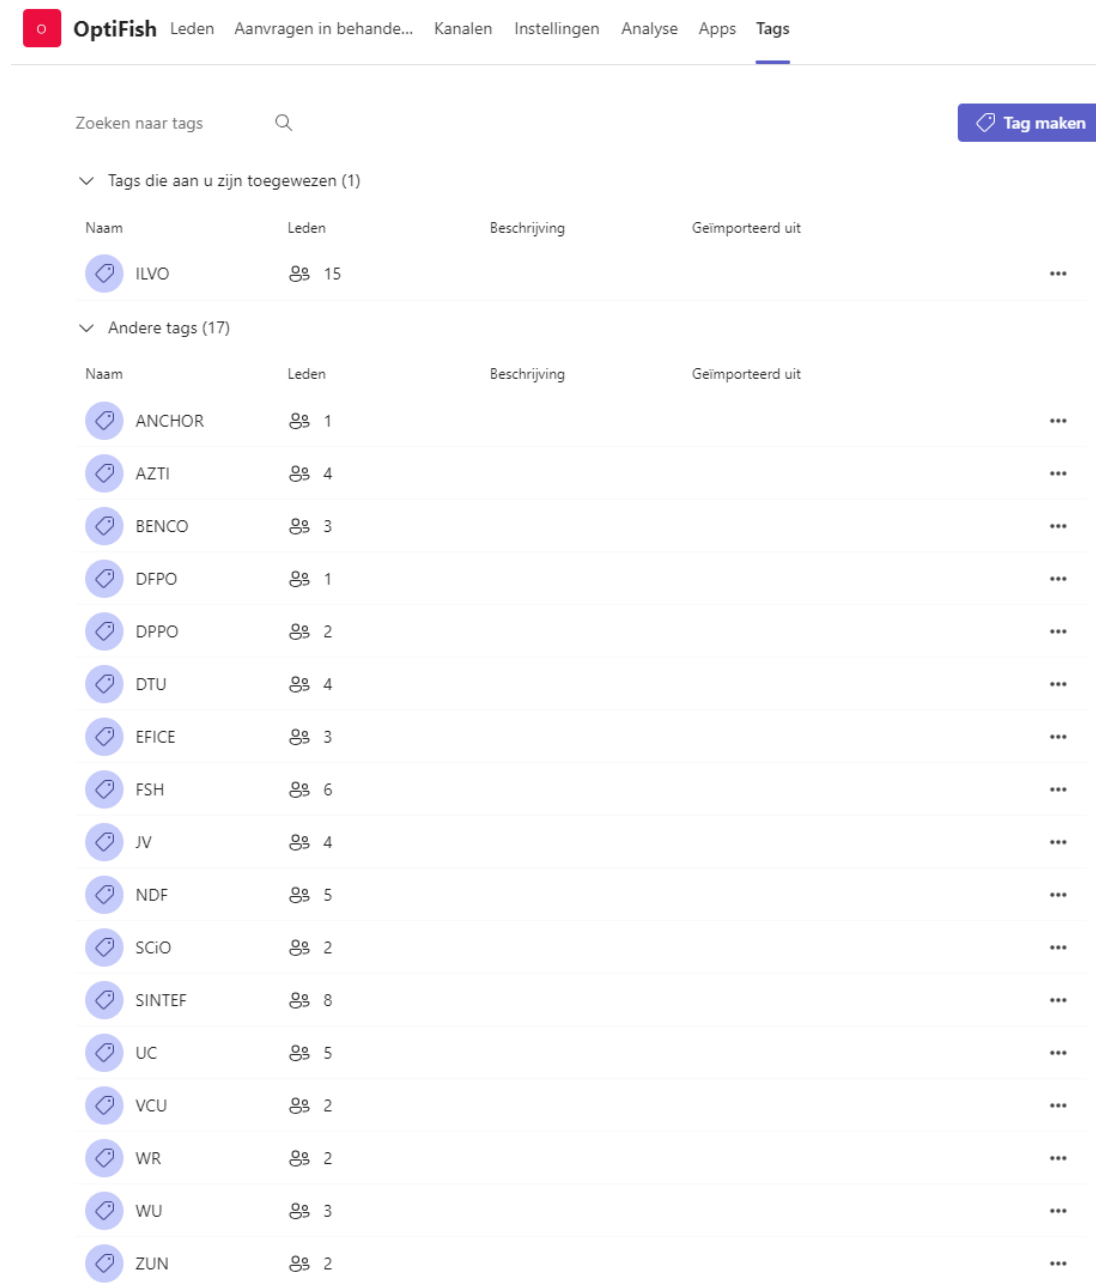 O OptiFish Leden Aanvragen in behande... Kanalen Instellingen Analyse Apps Tags
Zoeken naar tags Tag maken
Tags die aan u zijn toegewezen (1)
Naam Leden Beschrijving Geïmporteerd uit
ILVO 15
Andere tags (17)
Naam Leden Beschrijving Geïmporteerd uit
ANCHOR 1
AZTI 4
BENCO 3
DFPO 1
DPPO 2
DTU 4
EFICE 3
FSH 6
JV 4
NDF 5
SCiO 2
SINTEF 8
UC 5
VCU 2
WR 2
WU 3
ZUN 2